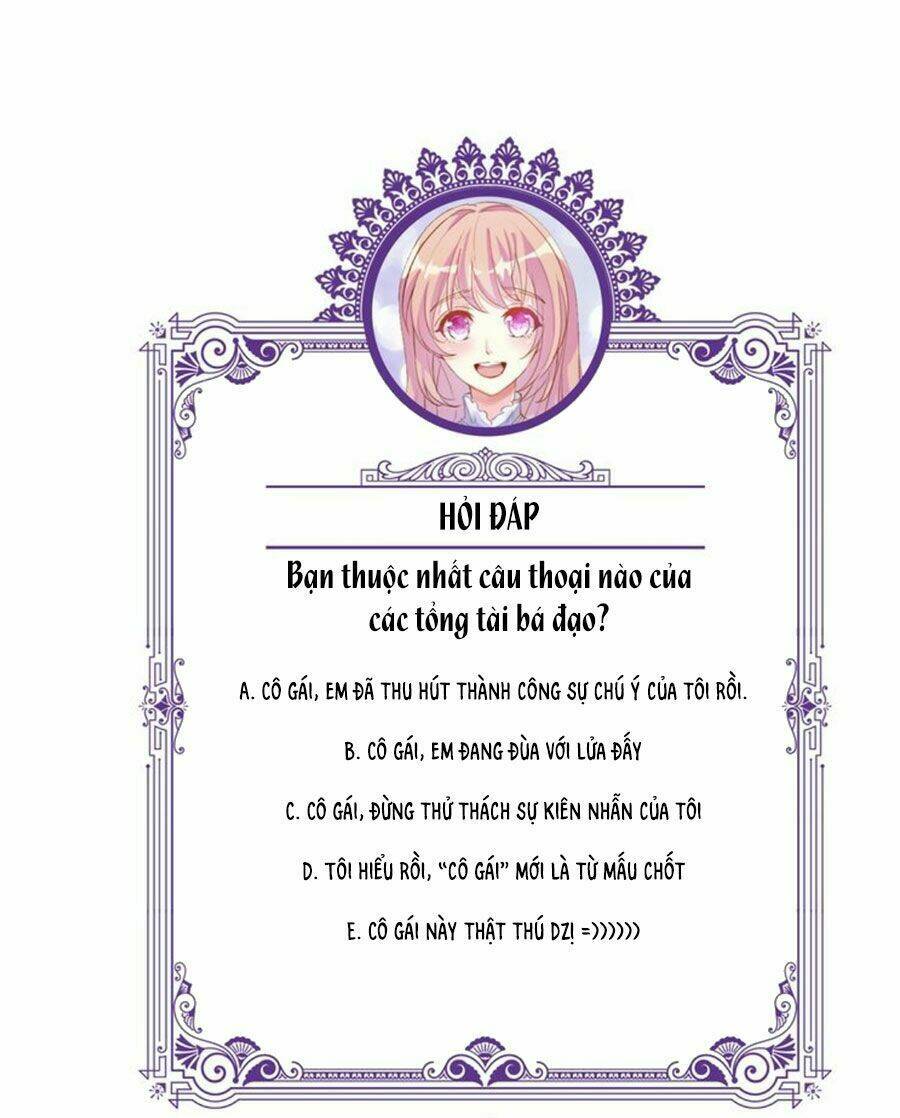 HỎI ĐÁP
Bạn thuộc nhất câu thoại nào của
các tổng tài bá đạo?
A. CÔ GÁI, EM ĐÃ THU HÚT THÀNH CÔNG SỰ CHÚ Ý CỦA TÔI RỒI.
B. CÔ GÁI, EM ĐANG ĐÙA VỚI LỬA ĐẤY
C. CÔ GÁI, ĐỪNG THỬ THÁCH SỰ KIÊN NHẪN CỦA TÔI
D. TÔI HIỂU RỒI, “CÔ GÁI” MỚI LÀ TỪ MẤU CHỐT
E. CÔ GÁI NÀY THẬT THÚ DZỊ =))))))